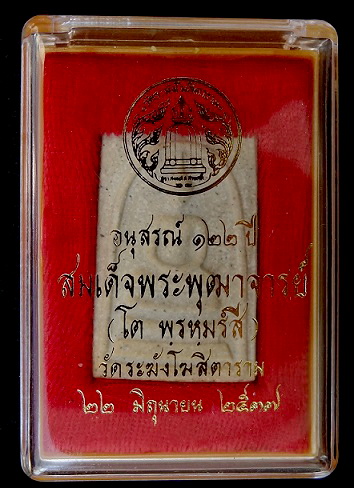 อนุสรณ์ ๑๒๒ ปี
สมเด็จพระพุฒาจารย์
(โต พรหมรํสี)
วัดระฆังโฆสิตาราม
๒๒ มิถุนายน ๒๕๓๗